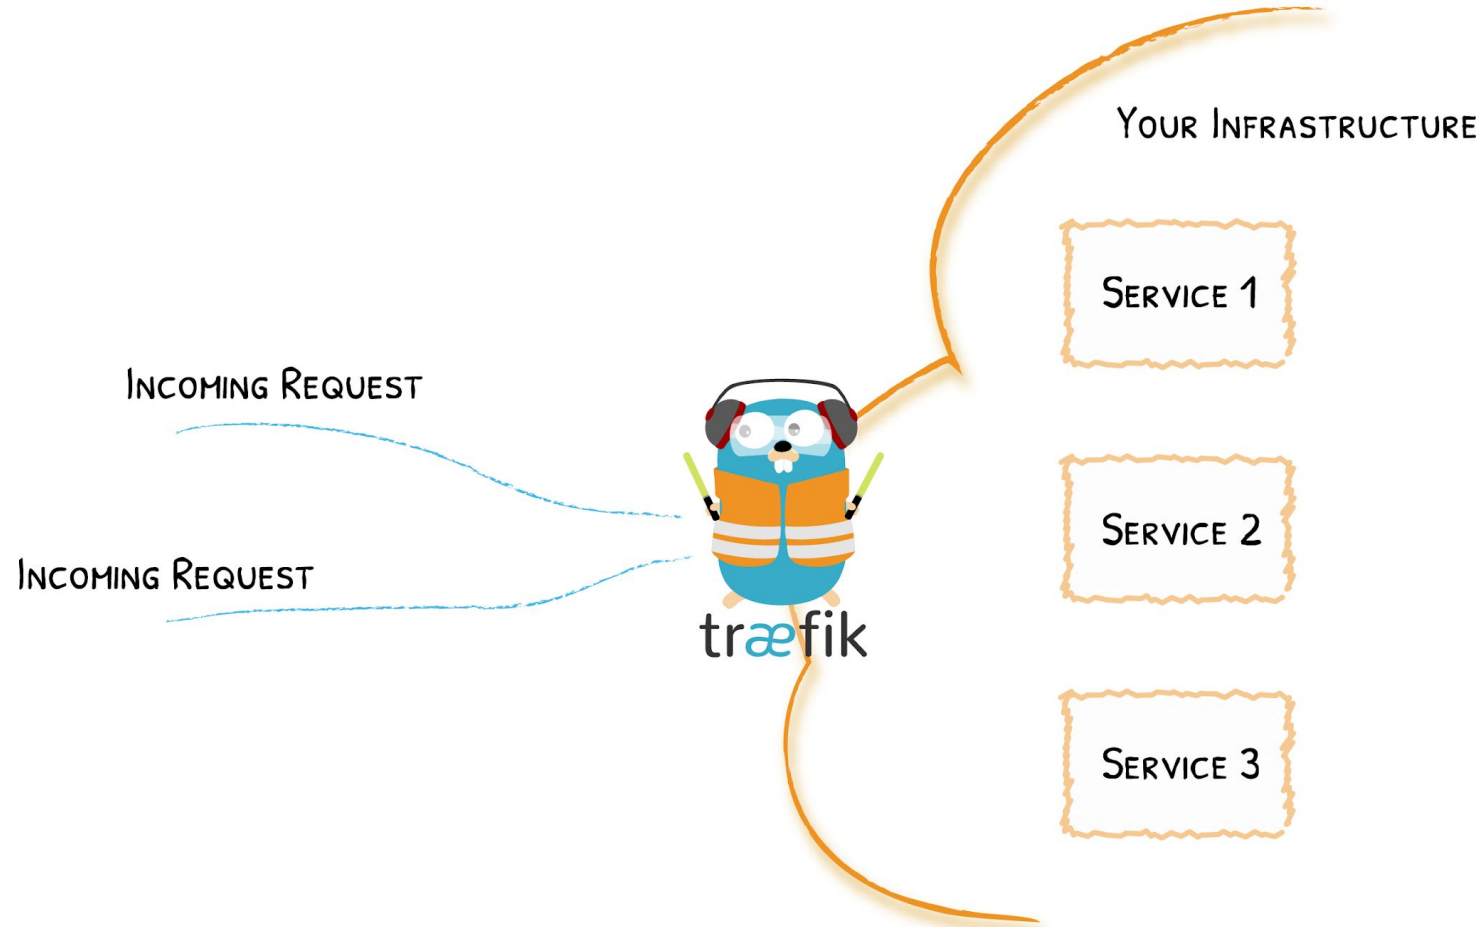 Your Infrastructure
Service 1
Incoming Request
Service 2
Incoming Request
træfik
Service 3